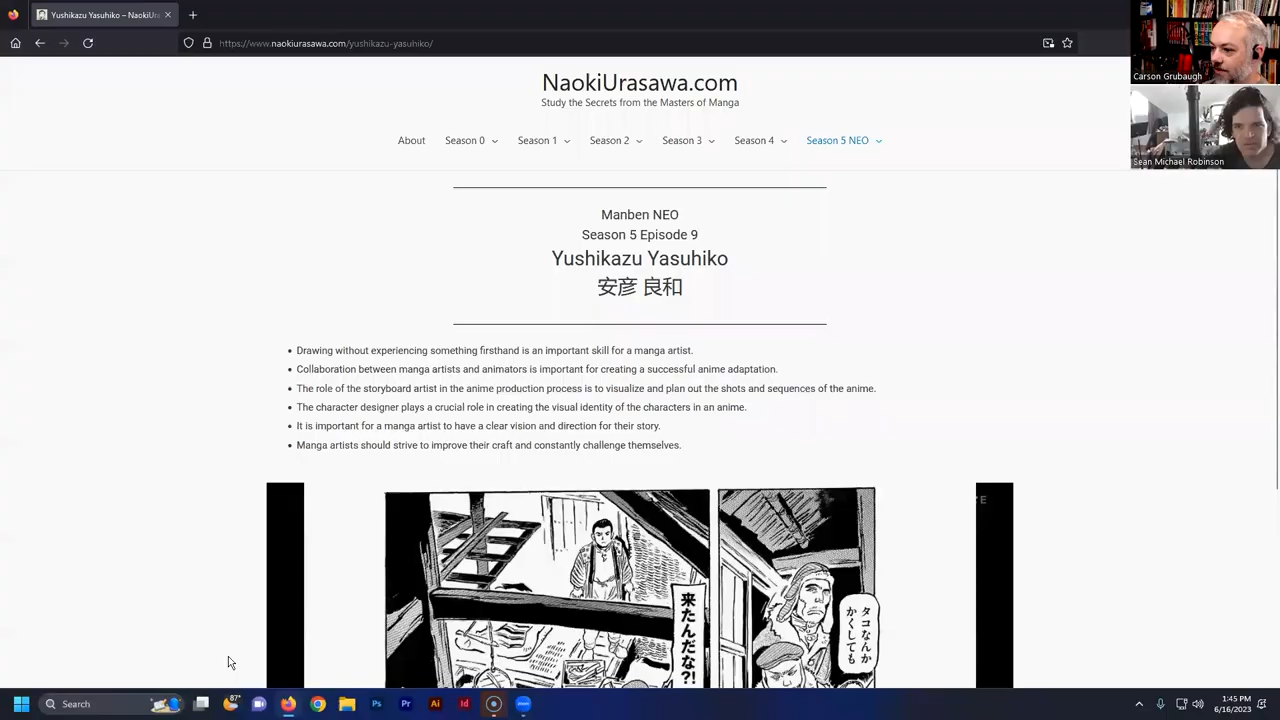 Yushikazu Yasuhiko – NaokiUra
https://www.naokiurasawa.com/yushikazu-yasuhiko/
Carson Grubaugh
Sean Michael Robinson
NaokiUrasawa.com
Study the Secrets from the Masters of Manga
About Season 0 Season 1 Season 2 Season 3 Season 4 Season 5 NEO
Manben NEO
Season 5 Episode 9
Yushikazu Yasuhiko
安彦 良和
Drawing without experiencing something firsthand is an important skill for a manga artist.
Collaboration between manga artists and animators is important for creating a successful anime adaptation.
The role of the storyboard artist in the anime production process is to visualize and plan out the shots and sequences of the anime.
The character designer plays a crucial role in creating the visual identity of the characters in an anime.
It is important for a manga artist to have a clear vision and direction for their story.
Manga artists should strive to improve their craft and constantly challenge themselves.
タコなんか
かくしても
来たんだな?!
Search
87°
Ps
Pr
Ai
Id
1:45 PM
6/16/2023